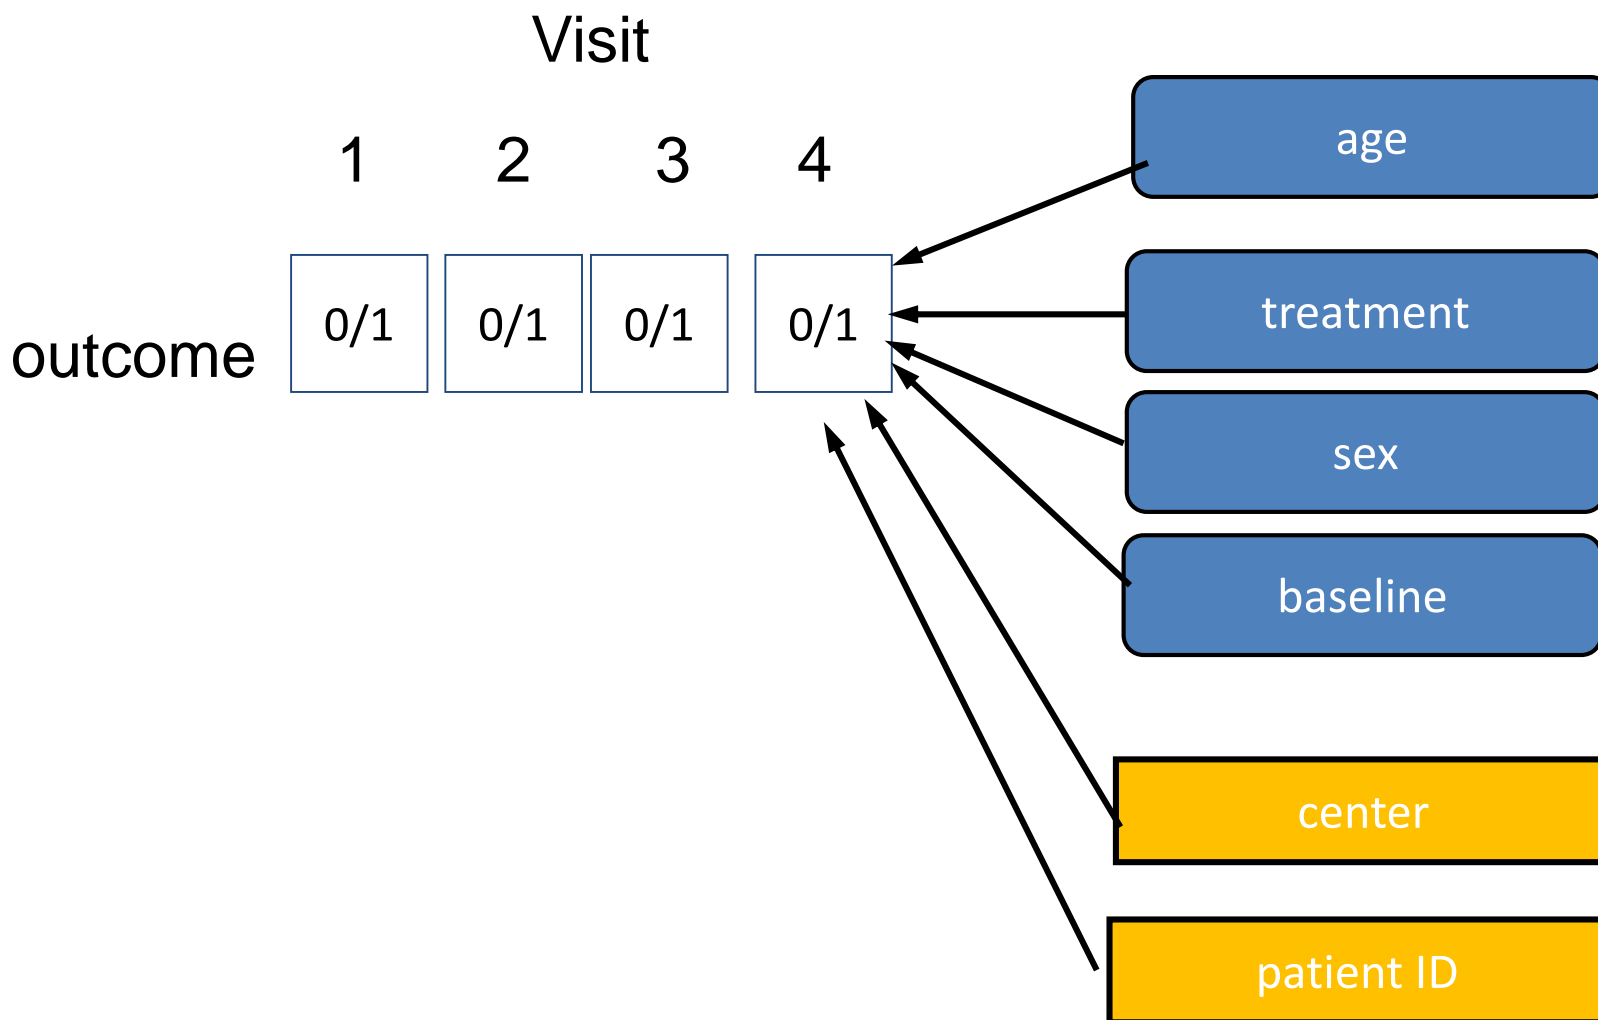 Visit
1 2 3 4
age
treatment
outcome 0/1 0/1 0/1 0/1
sex
baseline
center
patient ID